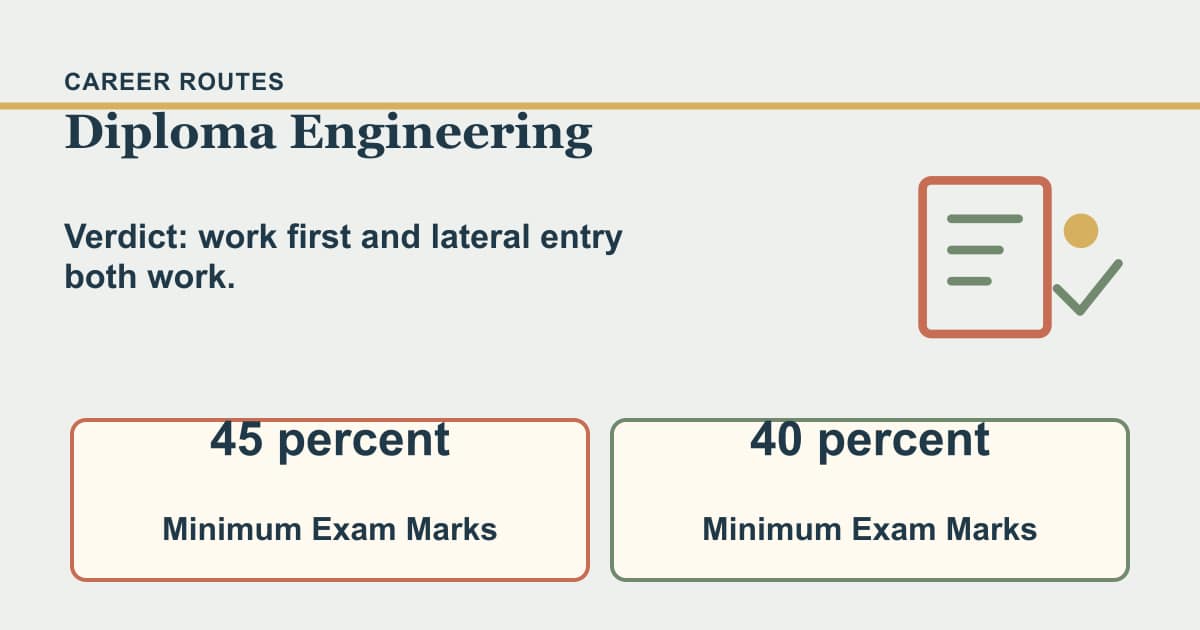 CAREER ROUTES
Diploma Engineering
Verdict: work first and lateral entry
both work.
45 percent
Minimum Exam Marks
40 percent
Minimum Exam Marks